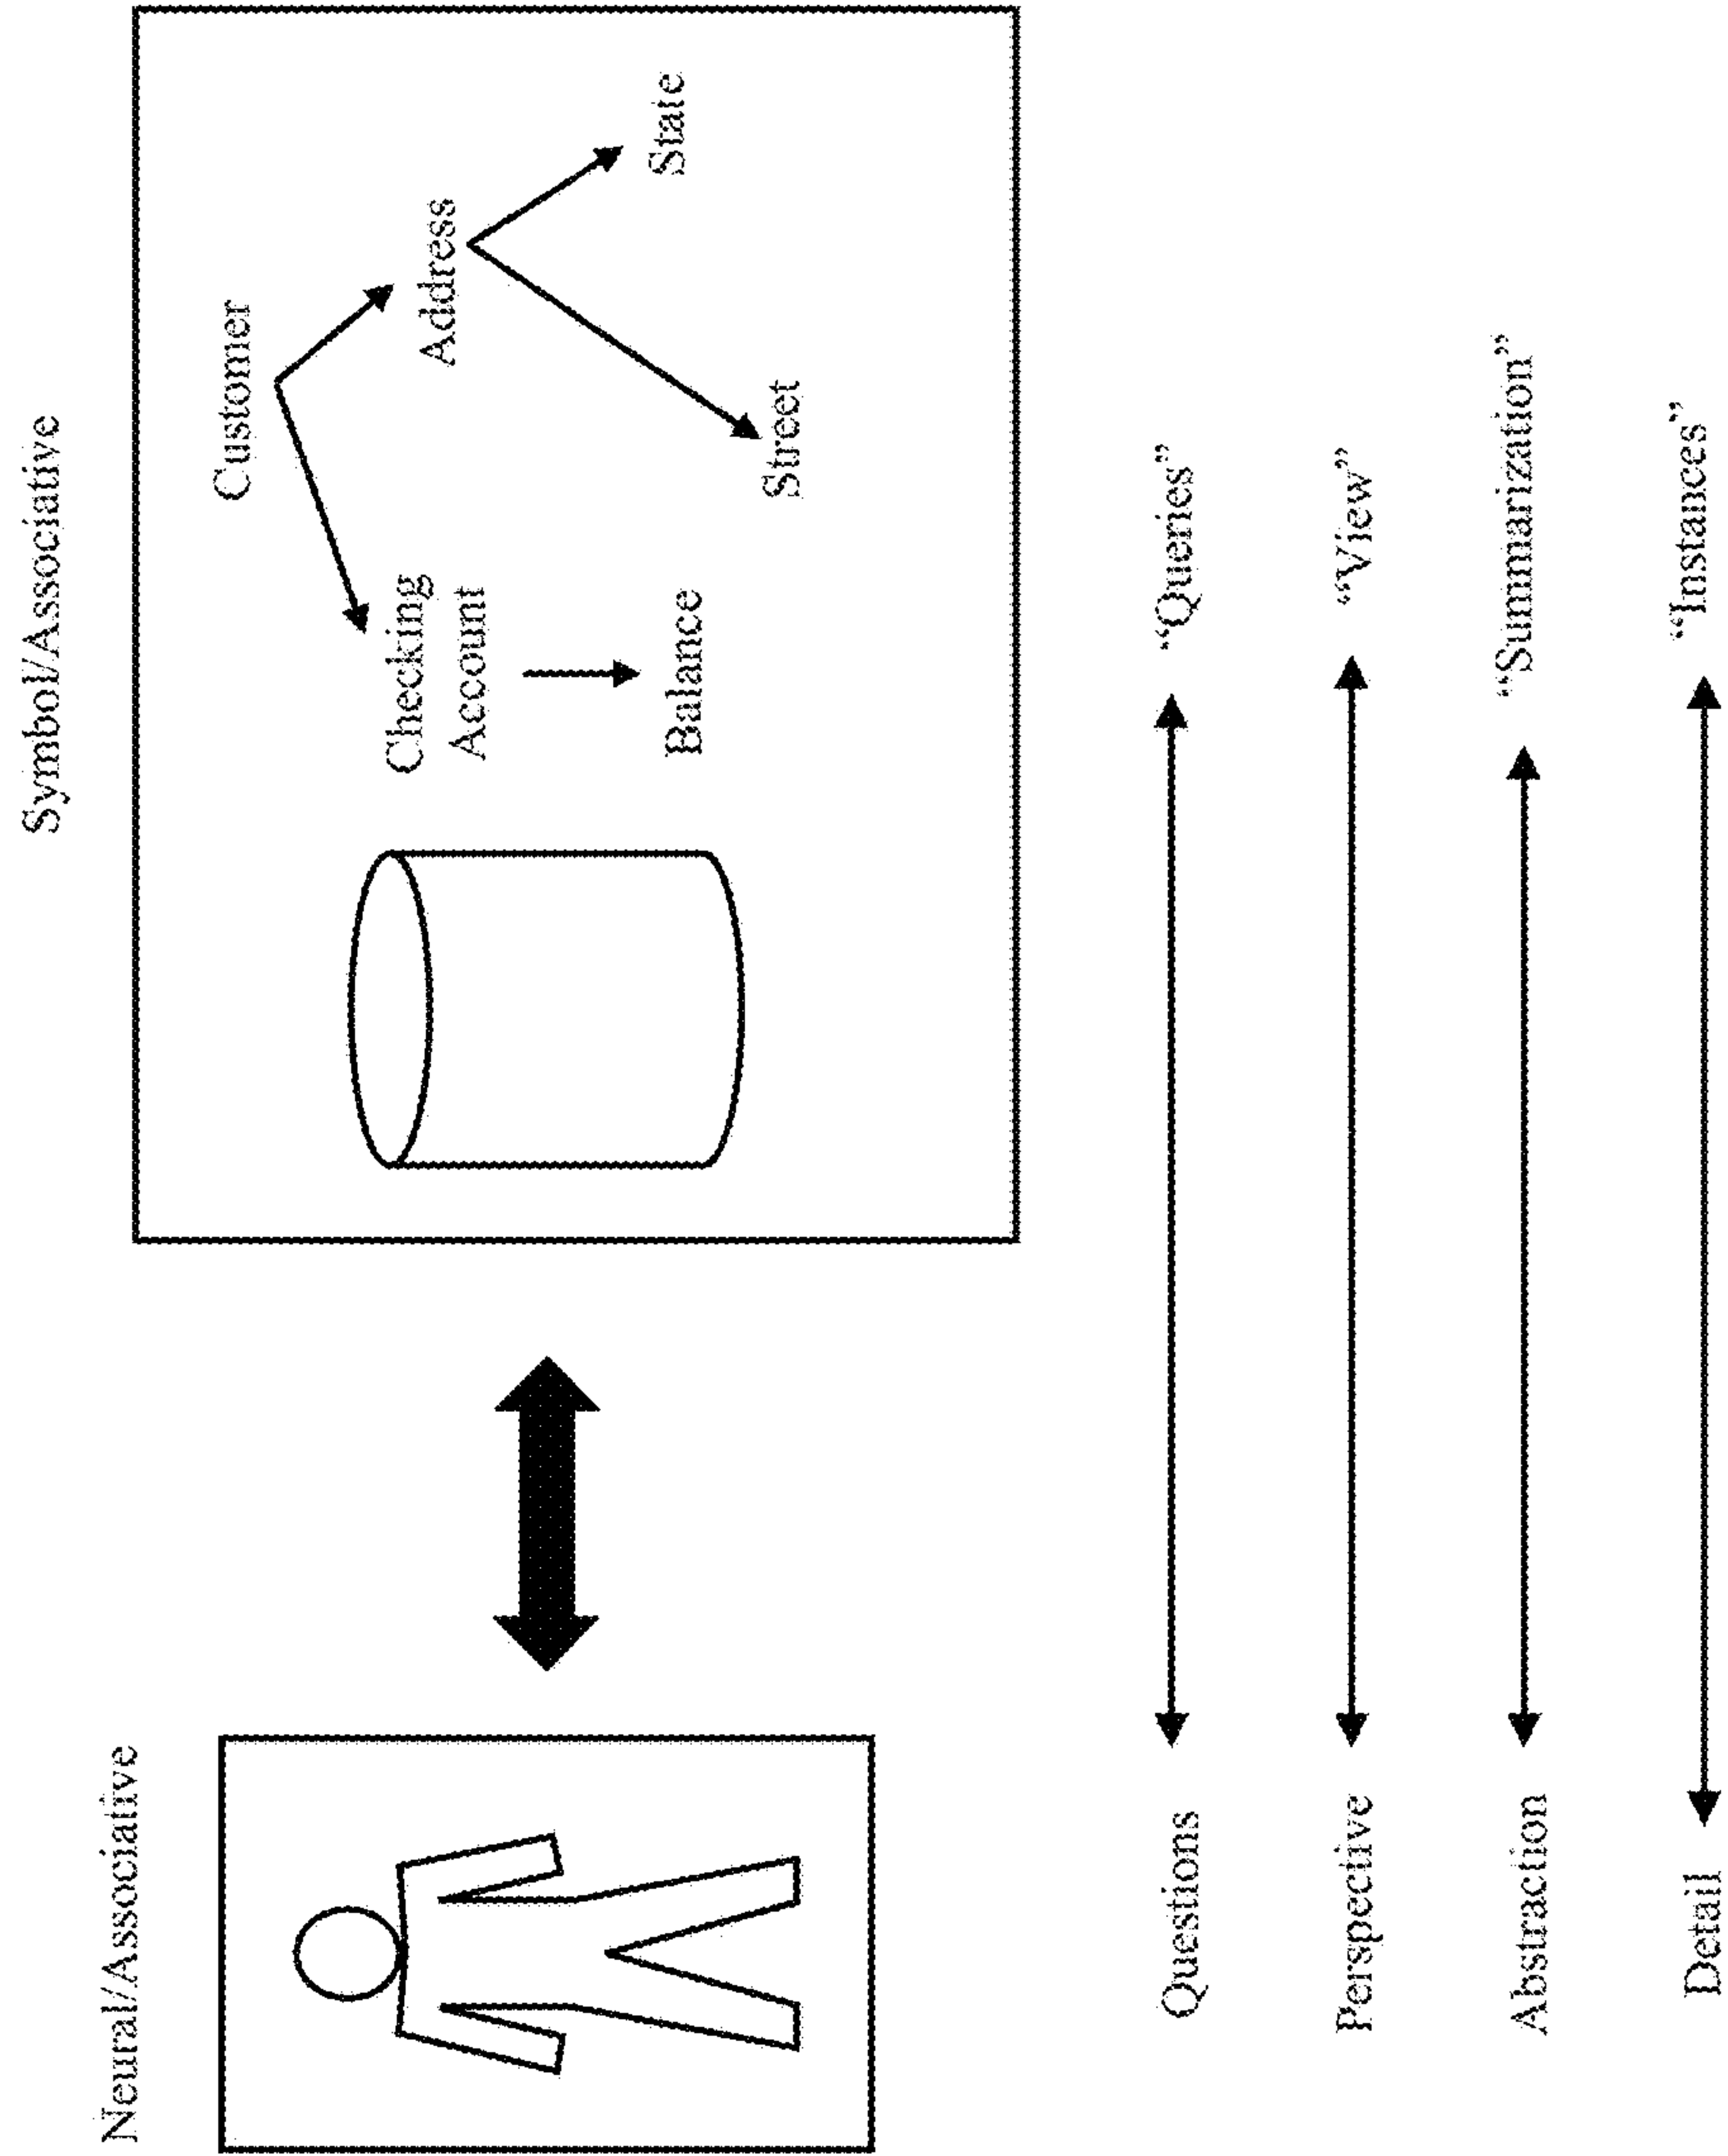 Neural/Associative
Symbol/Associative
Customer
Checking
Account
Address
Balance
Street
State
Questions
“Queries”
Perspective
“View”
Abstraction
“Summarization”
Detail
“Instances”